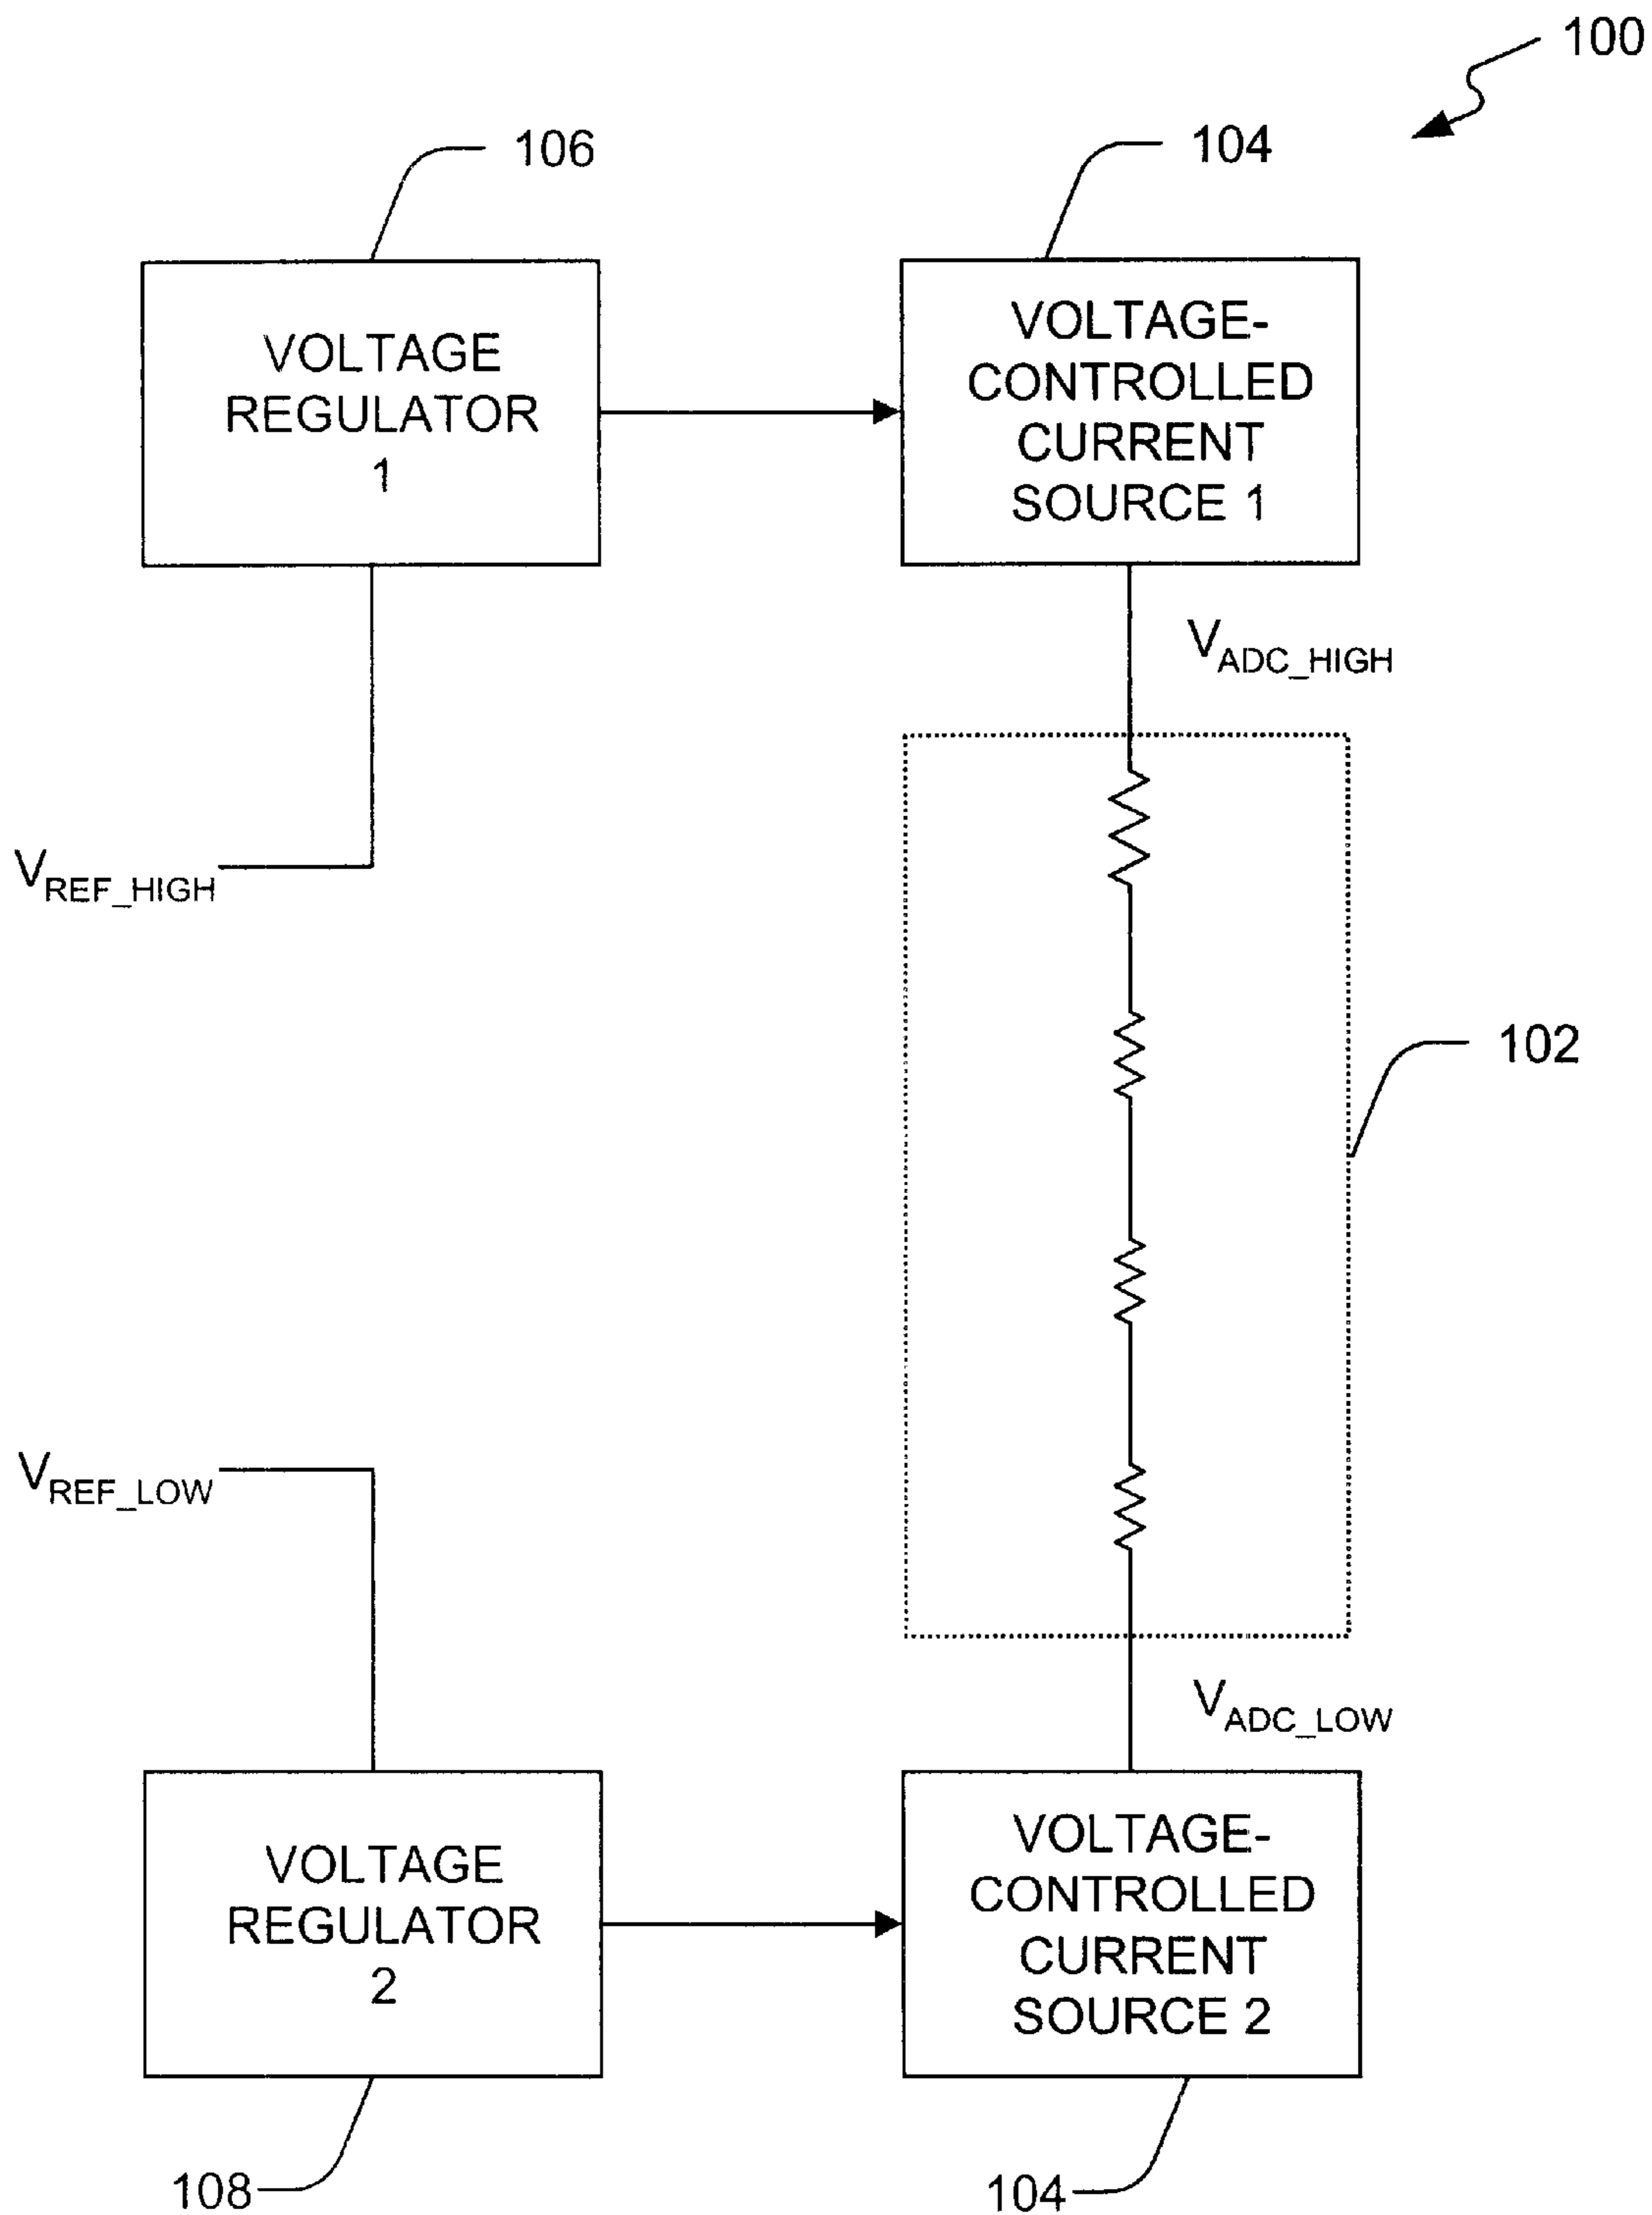 100
106
104
VOLTAGE
REGULATOR
1
VOLTAGE-
CONTROLLED
CURRENT
SOURCE 1
VADC_HIGH
VREF_HIGH
102
VREF_LOW
VADC_LOW
VOLTAGE
REGULATOR
2
VOLTAGE-
CONTROLLED
CURRENT
SOURCE 2
108
104